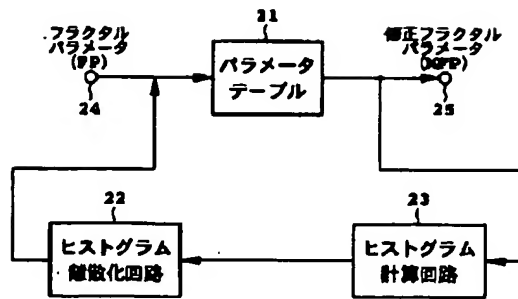 フラクタル
パラメータ
(FP)
24
21
パラメータ
テーブル
修正フラクタル
パラメータ
25
22
ヒストグラム
離散化回路
23
ヒストグラム
計算回路